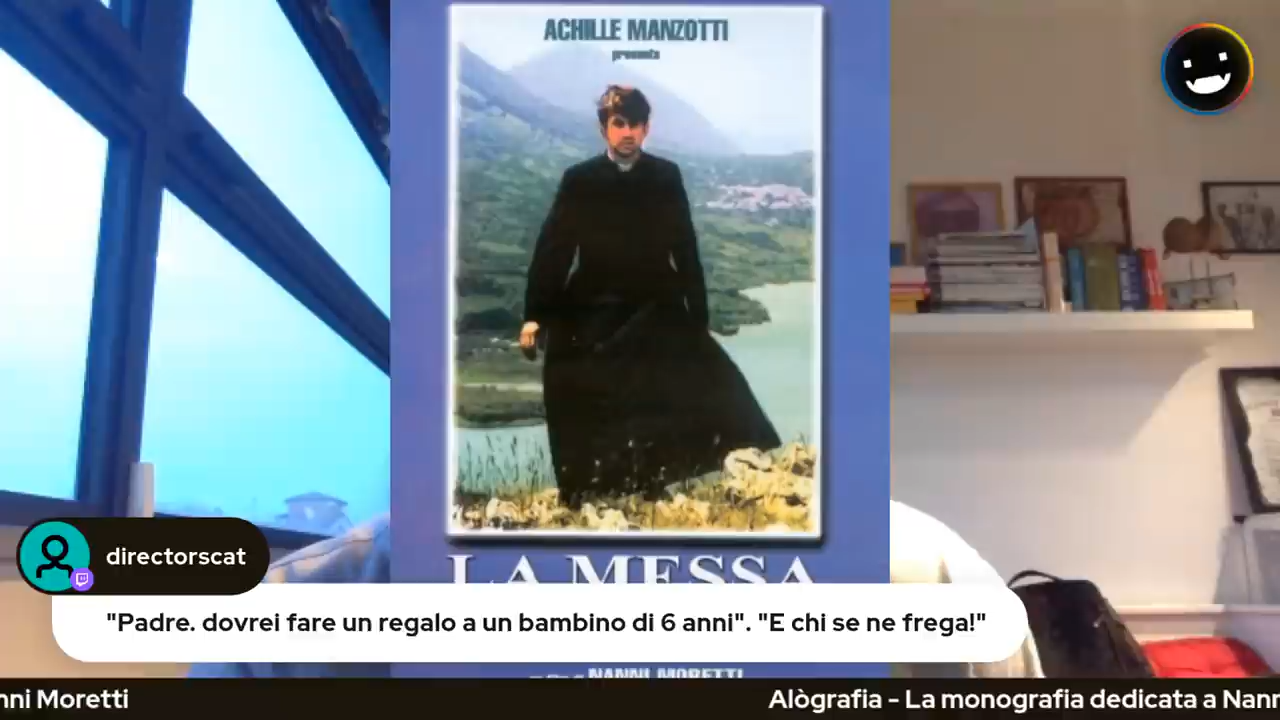 ACHILLE MANZOTTI
presenta
LA MESSA
directorscat
"Padre. dovrei fare un regalo a un bambino di 6 anni". "E chi se ne frega!"
NANNI MORETTI
nni Moretti
Alògrafia - La monografia dedicata a Nann